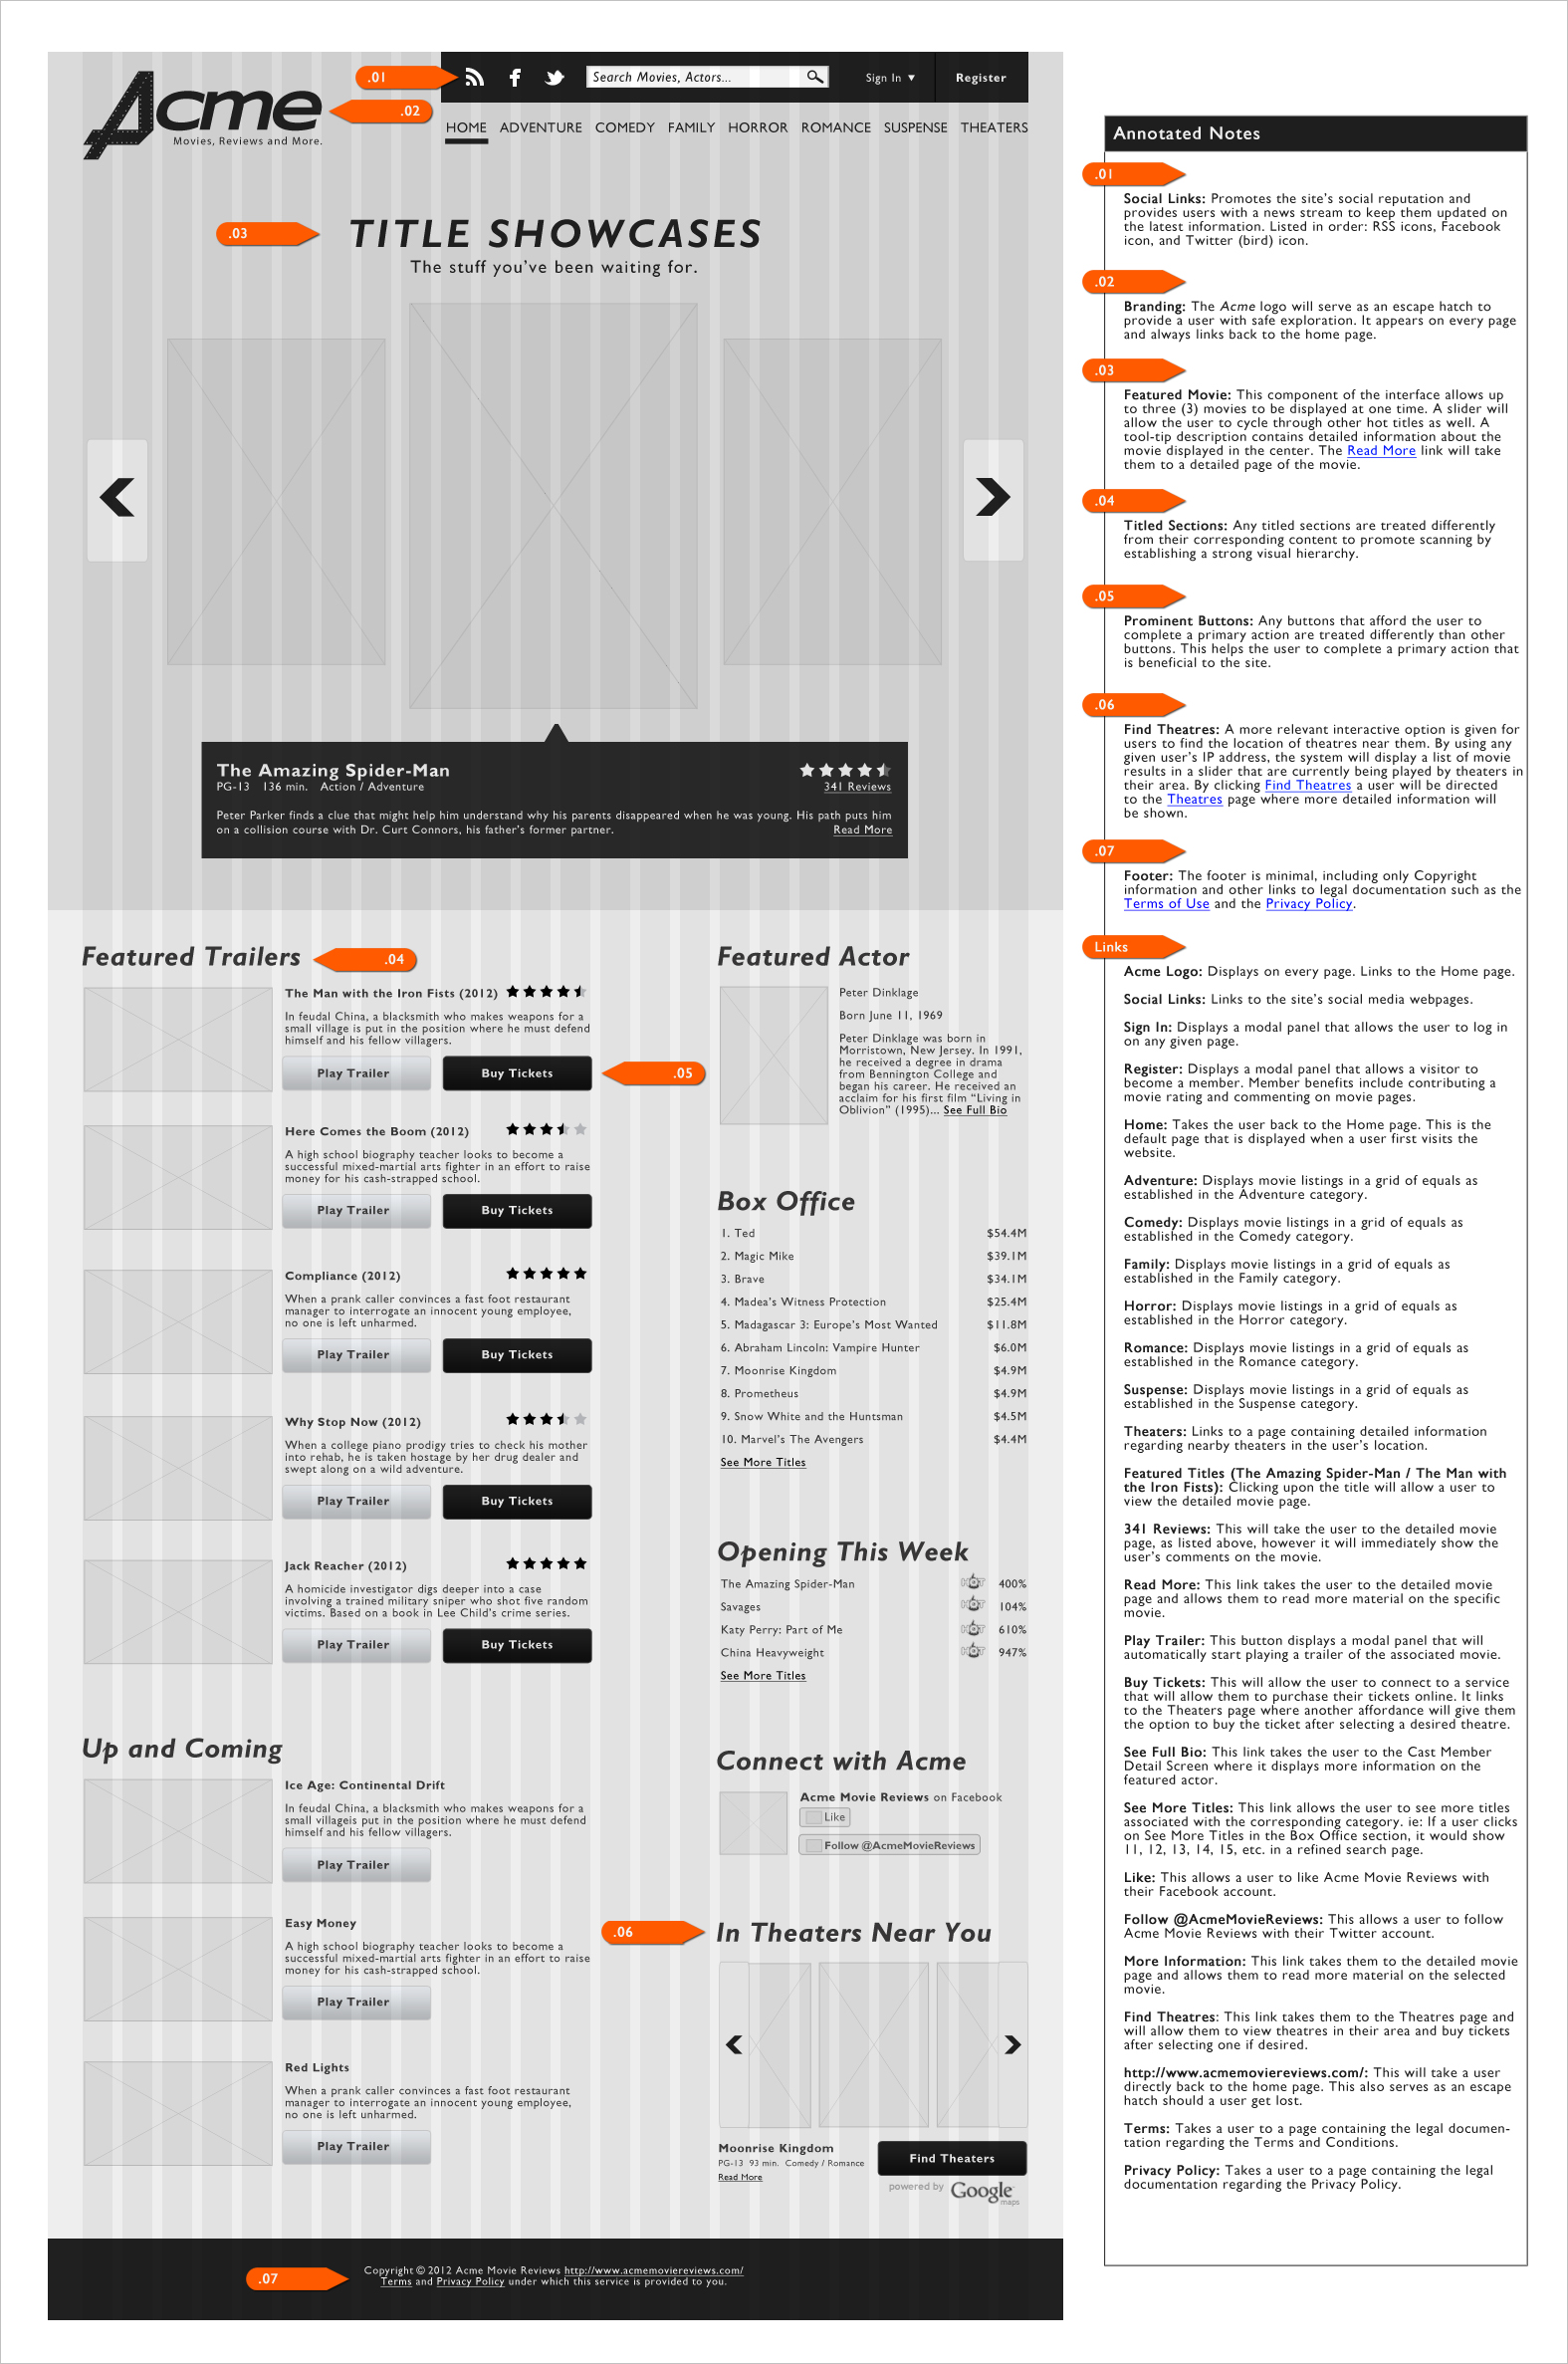 .01
Search Movies, Actors...
Sign In ▼
Register
Acme
Movies, Reviews and More.
.02
HOME ADVENTURE COMEDY FAMILY HORROR ROMANCE SUSPENSE THEATERS
.03
TITLE SHOWCASES
The stuff you've been waiting for.
The Amazing Spider-Man
PG-13 136 min. Action / Adventure
341 Reviews
Peter Parker finds a clue that might help him understand why his parents disappeared when he was young. His path puts him
on a collision course with Dr. Curt Connors, his father's former partner.
Read More
Featured Trailers
.04
The Man with the Iron Fists (2012)
In feudal China, a blacksmith who makes weapons for a
small village is put in the position where he must defend
himself and his fellow villagers.
Play Trailer
Buy Tickets
.05
Here Comes the Boom (2012)
A high school biography teacher looks to become a
successful mixed-martial arts fighter in an effort to raise
money for his cash-strapped school.
Play Trailer
Buy Tickets
Compliance (2012)
When a prank caller convinces a fast foot restaurant
manager to interrogate an innocent young employee,
no one is left unharmed.
Play Trailer
Buy Tickets
Why Stop Now (2012)
When a college piano prodigy tries to check his mother
into rehab, he is taken hostage by her drug dealer and
swept along on a wild adventure.
Play Trailer
Buy Tickets
Jack Reacher (2012)
A homicide investigator digs deeper into a case
involving a trained military sniper who shot five random
victims. Based on a book in Lee Child's crime series.
Play Trailer
Buy Tickets
Up and Coming
Ice Age: Continental Drift
In feudal China, a blacksmith who makes weapons for a
small villageis put in the position where he must defend
himself and his fellow villagers.
Play Trailer
Easy Money
A high school biography teacher looks to become a
successful mixed-martial arts fighter in an effort to raise
money for his cash-strapped school.
Play Trailer
Red Lights
When a prank caller convinces a fast foot restaurant
manager to interrogate an innocent young employee,
no one is left unharmed.
Play Trailer
Featured Actor
Peter Dinklage
Born June 11, 1969
Peter Dinklage was born in
Morristown, New Jersey. In 1991,
he received a degree in drama
from Bennington College and
began his career. He received an
acclaim for his first film “Living in
Oblivion” (1995)... See Full Bio
Box Office
1. Ted $54.4M
2. Magic Mike $39.1M
3. Brave $34.1M
4. Madea's Witness Protection $25.4M
5. Madagascar 3: Europe's Most Wanted $11.8M
6. Abraham Lincoln: Vampire Hunter $6.0M
7. Moonrise Kingdom $4.9M
8. Prometheus $4.9M
9. Snow White and the Huntsman $4.5M
10. Marvel's The Avengers $4.4M
See More Titles
Opening This Week
The Amazing Spider-Man HOT 400%
Savages HOT 104%
Katy Perry: Part of Me HOT 610%
China Heavyweight HOT 947%
See More Titles
Connect with Acme
Acme Movie Reviews on Facebook
Like
Follow @AcmeMovieReviews
.06
In Theaters Near You
Moonrise Kingdom
PG-13 93 min. Comedy / Romance
Read More
Find Theaters
powered by Google
maps
.07
Copyright © 2012 Acme Movie Reviews http://www.acmemoviereviews.com/
Terms and Privacy Policy under which this service is provided to you.
Annotated Notes
.01
Social Links: Promotes the site's social reputation and
provides users with a news stream to keep them updated on
the latest information. Listed in order: RSS icons, Facebook
icon, and Twitter (bird) icon.
.02
Branding: The Acme logo will serve as an escape hatch to
provide a user with safe exploration. It appears on every page
and always links back to the home page.
.03
Featured Movie: This component of the interface allows up
to three (3) movies to be displayed at one time. A slider will
allow the user to cycle through other hot titles as well. A
tool-tip description contains detailed information about the
movie displayed in the center. The Read More link will take
them to a detailed page of the movie.
.04
Titled Sections: Any titled sections are treated differently
from their corresponding content to promote scanning by
establishing a strong visual hierarchy.
.05
Prominent Buttons: Any buttons that afford the user to
complete a primary action are treated differently than other
buttons. This helps the user to complete a primary action that
is beneficial to the site.
.06
Find Theatres: A more relevant interactive option is given for
users to find the location of theatres near them. By using any
given user's IP address, the system will display a list of movie
results in a slider that are currently being played by theaters in
their area. By clicking Find Theatres a user will be directed
to the Theatres page where more detailed information will
be shown.
.07
Footer: The footer is minimal, including only Copyright
information and other links to legal documentation such as the
Terms of Use and the Privacy Policy.
Links
Acme Logo: Displays on every page. Links to the Home page.
Social Links: Links to the site's social media webpages.
Sign In: Displays a modal panel that allows the user to log in
on any given page.
Register: Displays a modal panel that allows a visitor to
become a member. Member benefits include contributing a
movie rating and commenting on movie pages.
Home: Takes the user back to the Home page. This is the
default page that is displayed when a user first visits the
website.
Adventure: Displays movie listings in a grid of equals as
established in the Adventure category.
Comedy: Displays movie listings in a grid of equals as
established in the Comedy category.
Family: Displays movie listings in a grid of equals as
established in the Family category.
Horror: Displays movie listings in a grid of equals as
established in the Horror category.
Romance: Displays movie listings in a grid of equals as
established in the Romance category.
Suspense: Displays movie listings in a grid of equals as
established in the Suspense category.
Theaters: Links to a page containing detailed information
regarding nearby theaters in the user's location.
Featured Titles (The Amazing Spider-Man / The Man with
the Iron Fists): Clicking upon the title will allow a user to
view the detailed movie page.
341 Reviews: This will take the user to the detailed movie
page, as listed above, however it will immediately show the
user's comments on the movie.
Read More: This link takes the user to the detailed movie
page and allows them to read more material on the specific
movie.
Play Trailer: This button displays a modal panel that will
automatically start playing a trailer of the associated movie.
Buy Tickets: This will allow the user to connect to a service
that will allow them to purchase their tickets online. It links
to the Theaters page where another affordance will give them
the option to buy the ticket after selecting a desired theatre.
See Full Bio: This link takes the user to the Cast Member
Detail Screen where it displays more information on the
featured actor.
See More Titles: This link allows the user to see more titles
associated with the corresponding category. ie: If a user clicks
on See More Titles in the Box Office section, it would show
11, 12, 13, 14, 15, etc. in a refined search page.
Like: This allows a user to like Acme Movie Reviews with
their Facebook account.
Follow @AcmeMovieReviews: This allows a user to follow
Acme Movie Reviews with their Twitter account.
More Information: This link takes them to the detailed movie
page and allows them to read more material on the selected
movie.
Find Theatres: This link takes them to the Theatres page and
will allow them to view theatres in their area and buy tickets
after selecting one if desired.
http://www.acmemoviereviews.com/: This will take a user
directly back to the home page. This also serves as an escape
hatch should a user get lost.
Terms: Takes a user to a page containing the legal documen-
tation regarding the Terms and Conditions.
Privacy Policy: Takes a user to a page containing the legal
documentation regarding the Privacy Policy.